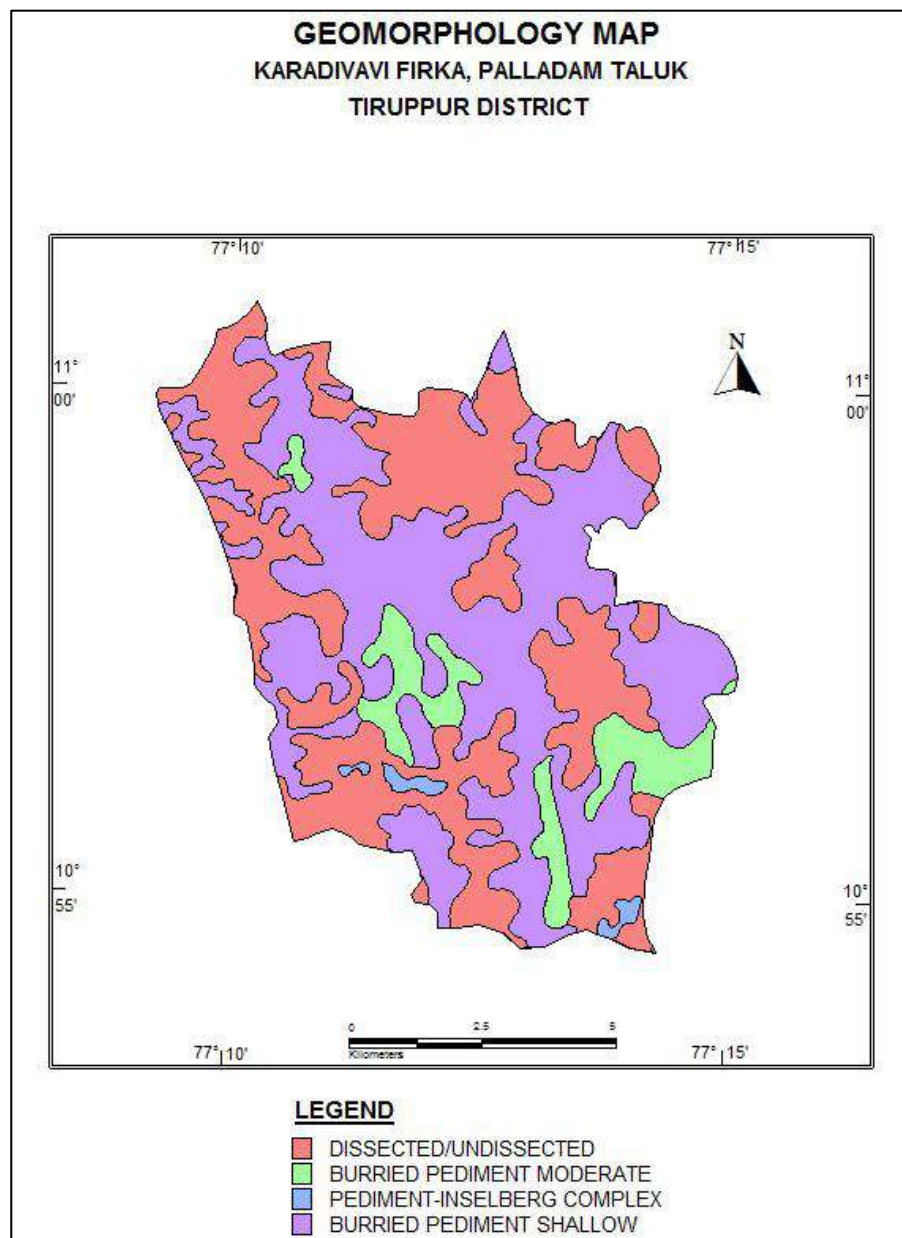 GEOMORPHOLOGY MAP
KARADIVAVI FIRKA, PALLADAM TALUK
TIRUPPUR DISTRICT
77° 10' 77° 15'
N
11° 11°
00' 00'
10° 10°
55' 55'
0 2.5 5
Kilometers
77° 10' 77° 15'
LEGEND
DISSECTED/UNDISSECTED
BURRIED PEDIMENT MODERATE
PEDIMENT-INSELBERG COMPLEX
BURRIED PEDIMENT SHALLOW